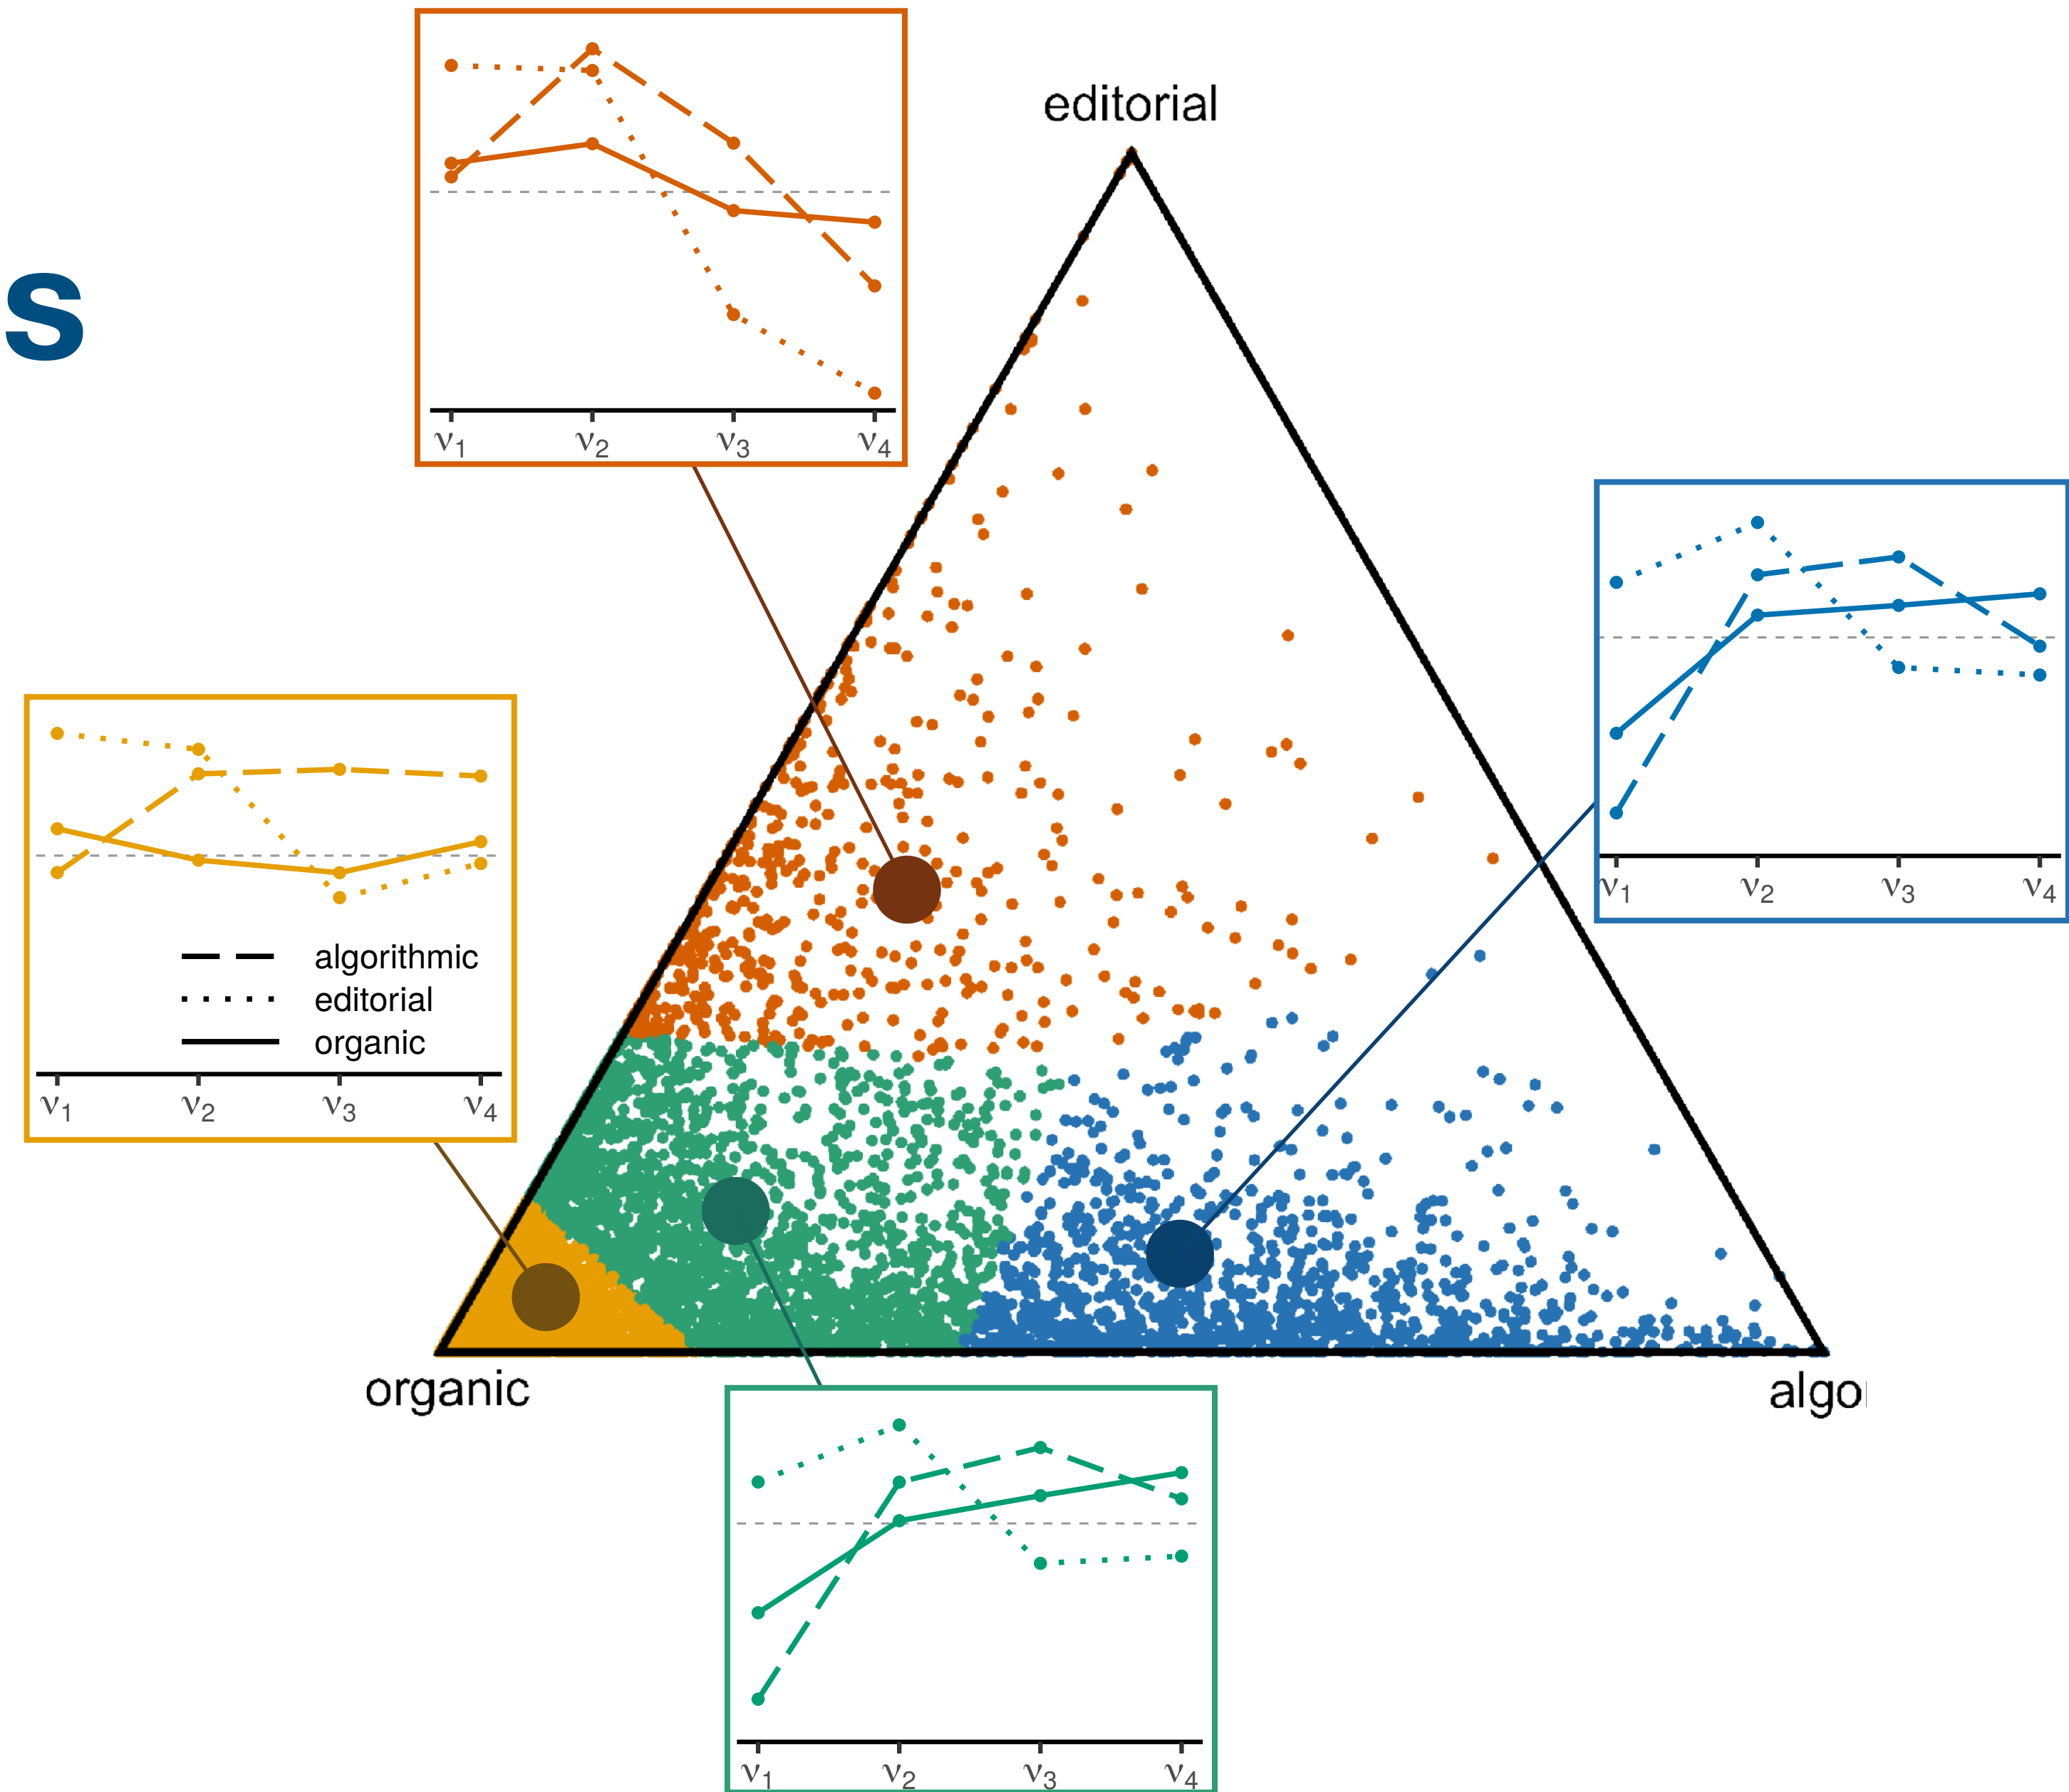 editorial
s
ν1 ν2 ν3 ν4
ν1 ν2 ν3 ν4
algorithmic
editorial
organic
ν1 ν2 ν3 ν4
organic
algo
ν1 ν2 ν3 ν4